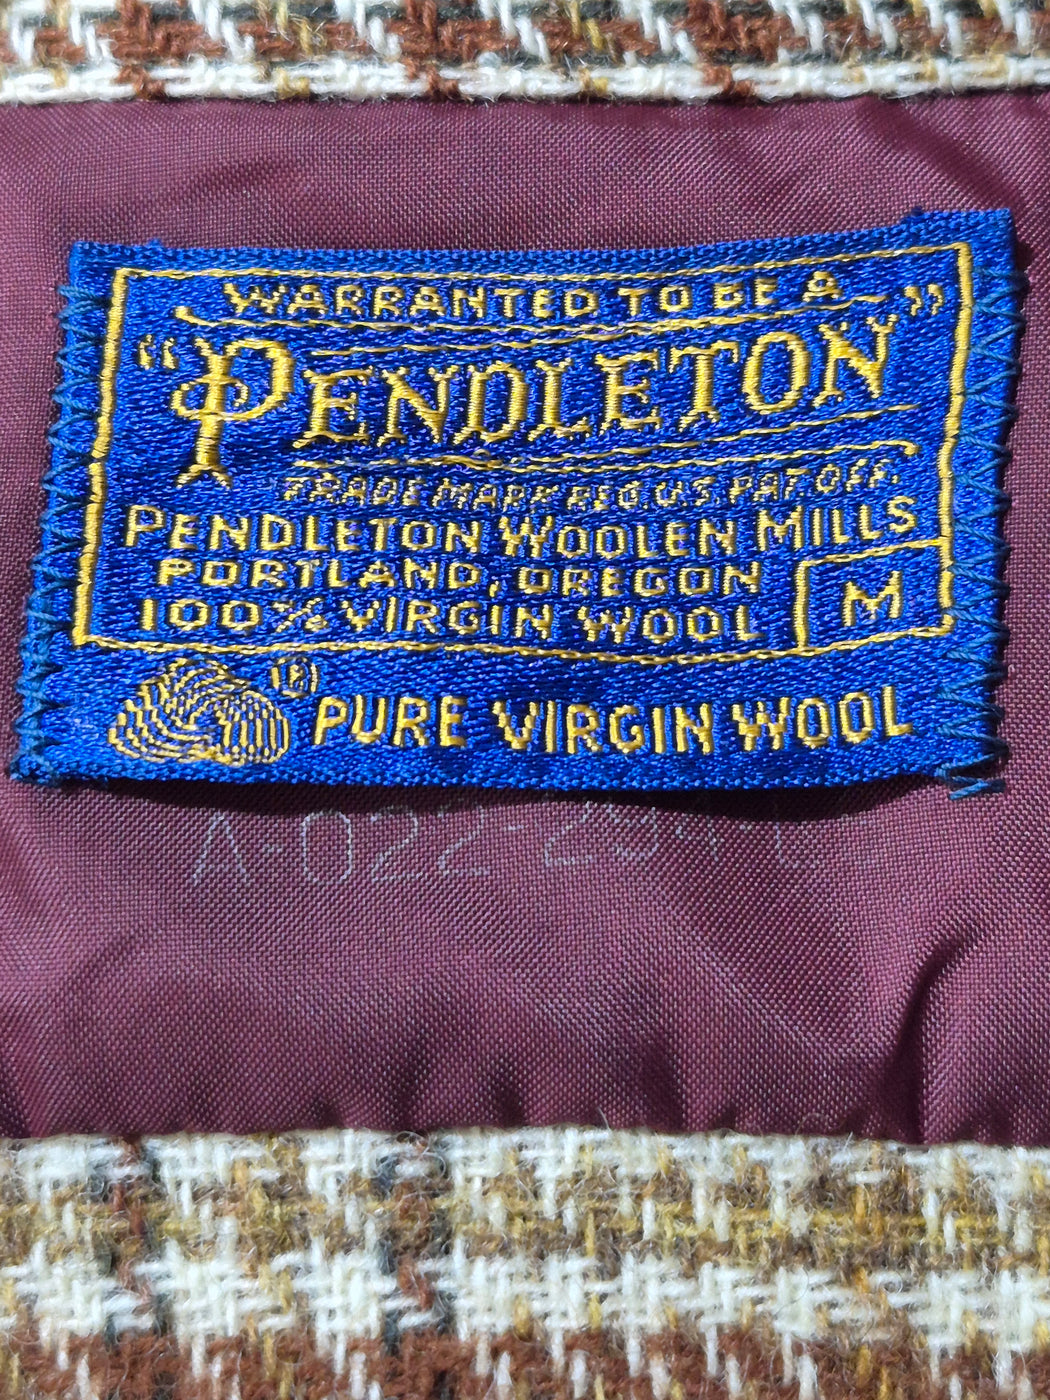 WARRANTED TO BE A
"PENDLETON"
TRADE MARK REG. U.S. PAT. OFF.
PENDLETON WOOLEN MILLS
PORTLAND, OREGON
100% VIRGIN WOOL
M
® PURE VIRGIN WOOL
A-022